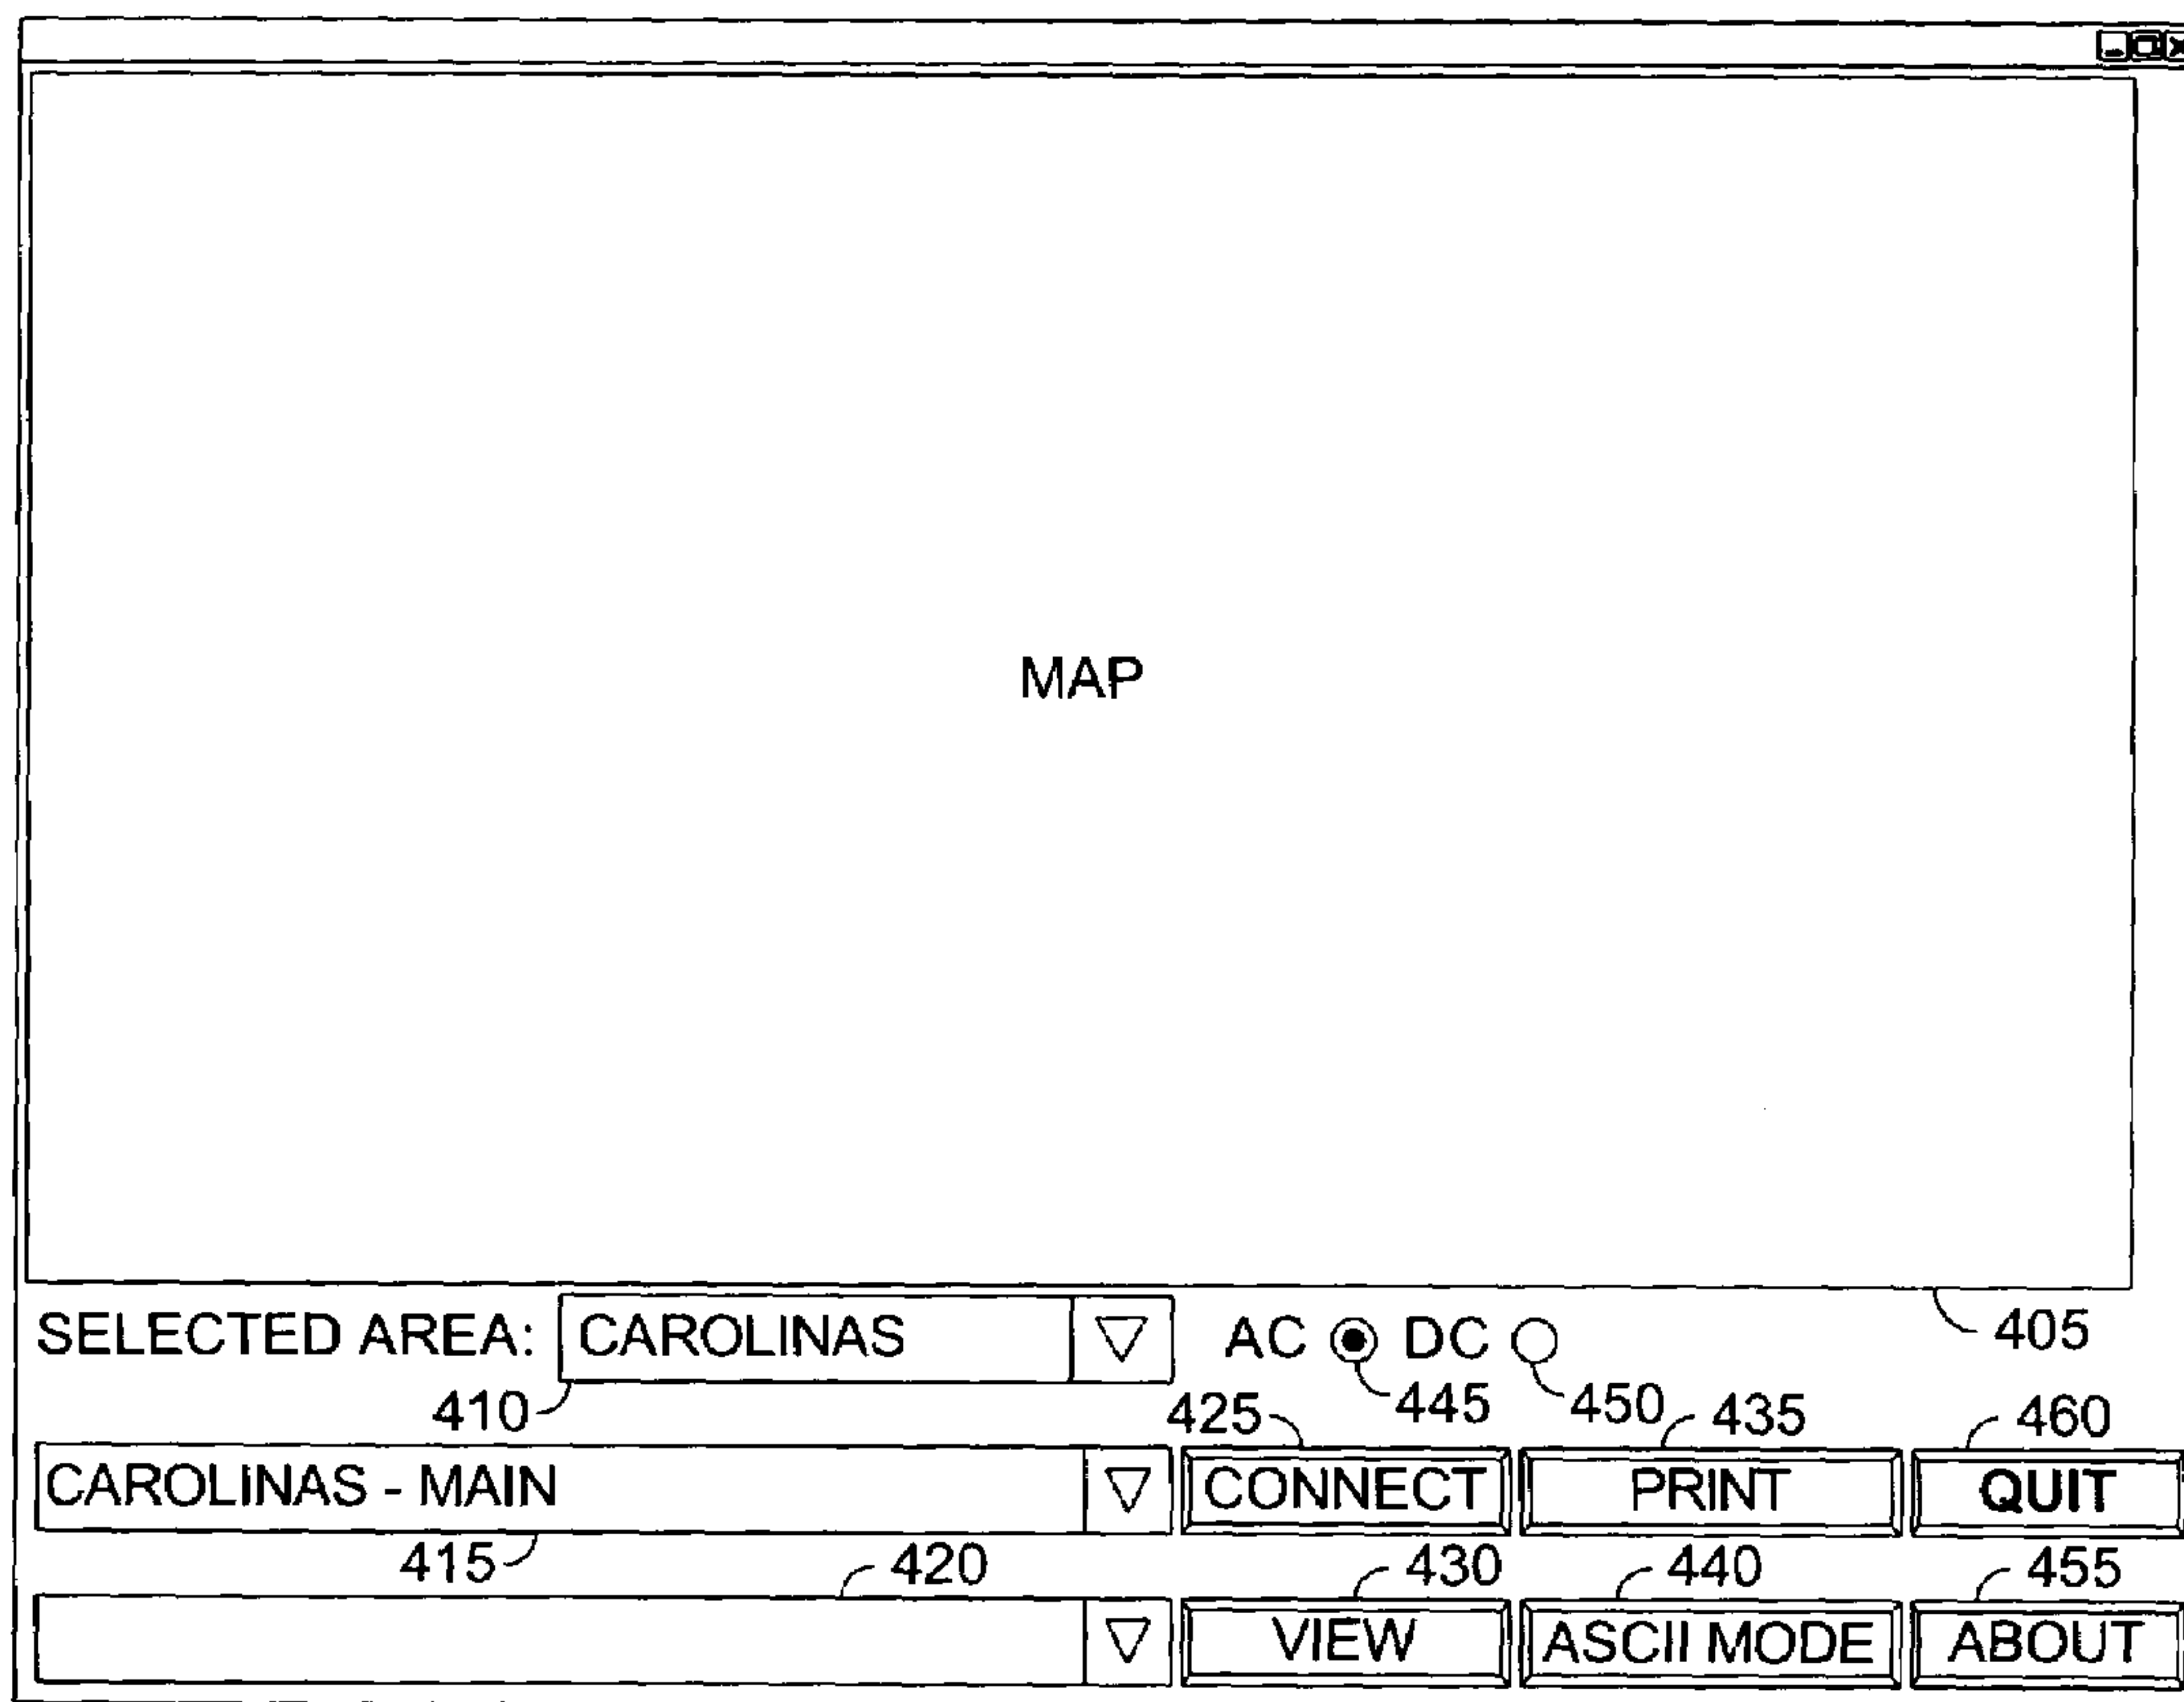 MAP
SELECTED AREA: CAROLINAS AC DC 405
410 445 450
425 435 460
CAROLINAS - MAIN CONNECT PRINT QUIT
415 420 430 440 455
VIEW ASCII MODE ABOUT